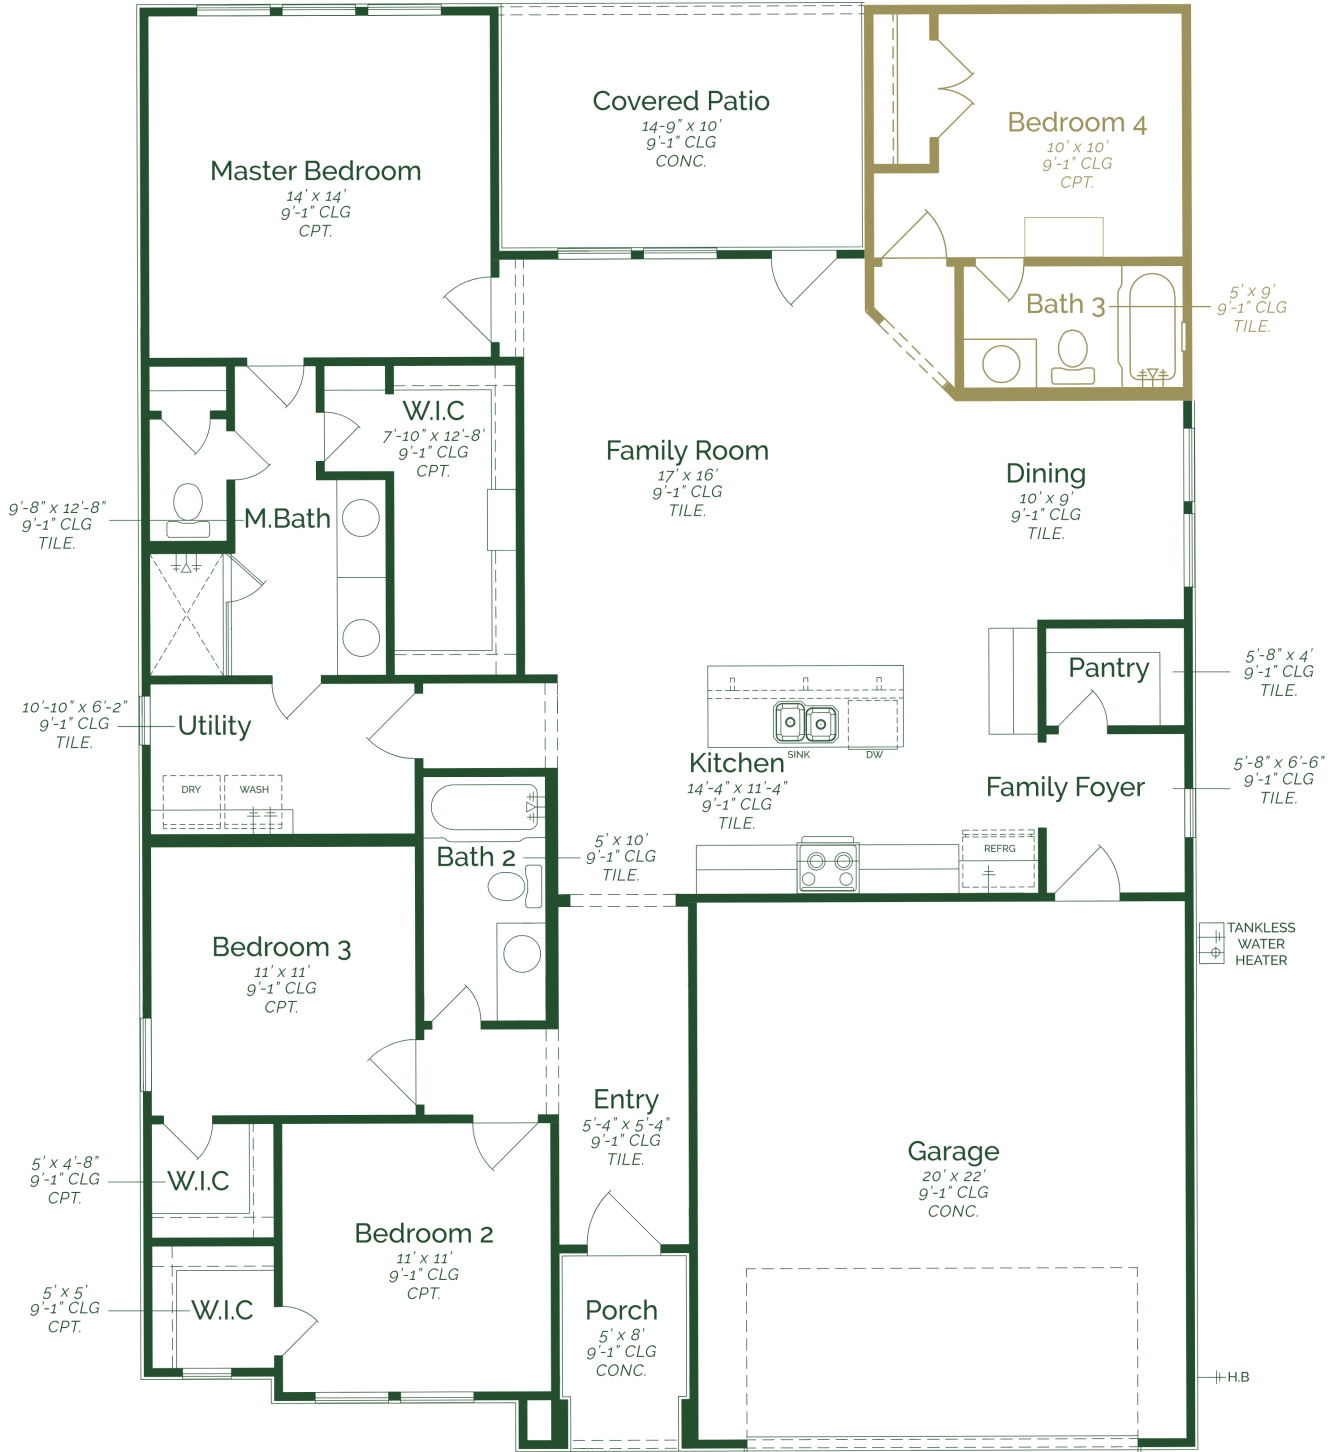 Covered Patio
14-9" x 10'
9'-1" CLG
CONC.
Bedroom 4
10' x 10'
9'-1" CLG
CPT.
Master Bedroom
14' x 14'
9'-1" CLG
CPT.
Bath 3
5' x 9'
9'-1" CLG
TILE.
W.I.C
7'-10" x 12'-8'
9'-1" CLG
CPT.
Family Room
17' x 16'
9'-1" CLG
TILE.
Dining
10' x 9'
9'-1" CLG
TILE.
9'-8" x 12'-8"
9'-1" CLG
TILE.
M.Bath
Pantry
5'-8" x 4'
9'-1" CLG
TILE.
10'-10" x 6'-2"
9'-1" CLG
TILE.
Utility
SINK
DW
Kitchen
14'-4" x 11'-4"
9'-1" CLG
TILE.
Family Foyer
5'-8" x 6'-6"
9'-1" CLG
TILE.
DRY
WASH
Bath 2
5' x 10'
9'-1" CLG
TILE.
REFRG
TANKLESS
WATER
HEATER
Bedroom 3
11' x 11'
9'-1" CLG
CPT.
Entry
5'-4" x 5'-4"
9'-1" CLG
TILE.
Garage
20' x 22'
9'-1" CLG
CONC.
5' x 4'-8"
9'-1" CLG
CPT.
W.I.C
Bedroom 2
11' x 11'
9'-1" CLG
CPT.
5' x 5'
9'-1" CLG
CPT.
W.I.C
Porch
5' x 8'
9'-1" CLG
CONC.
H.B